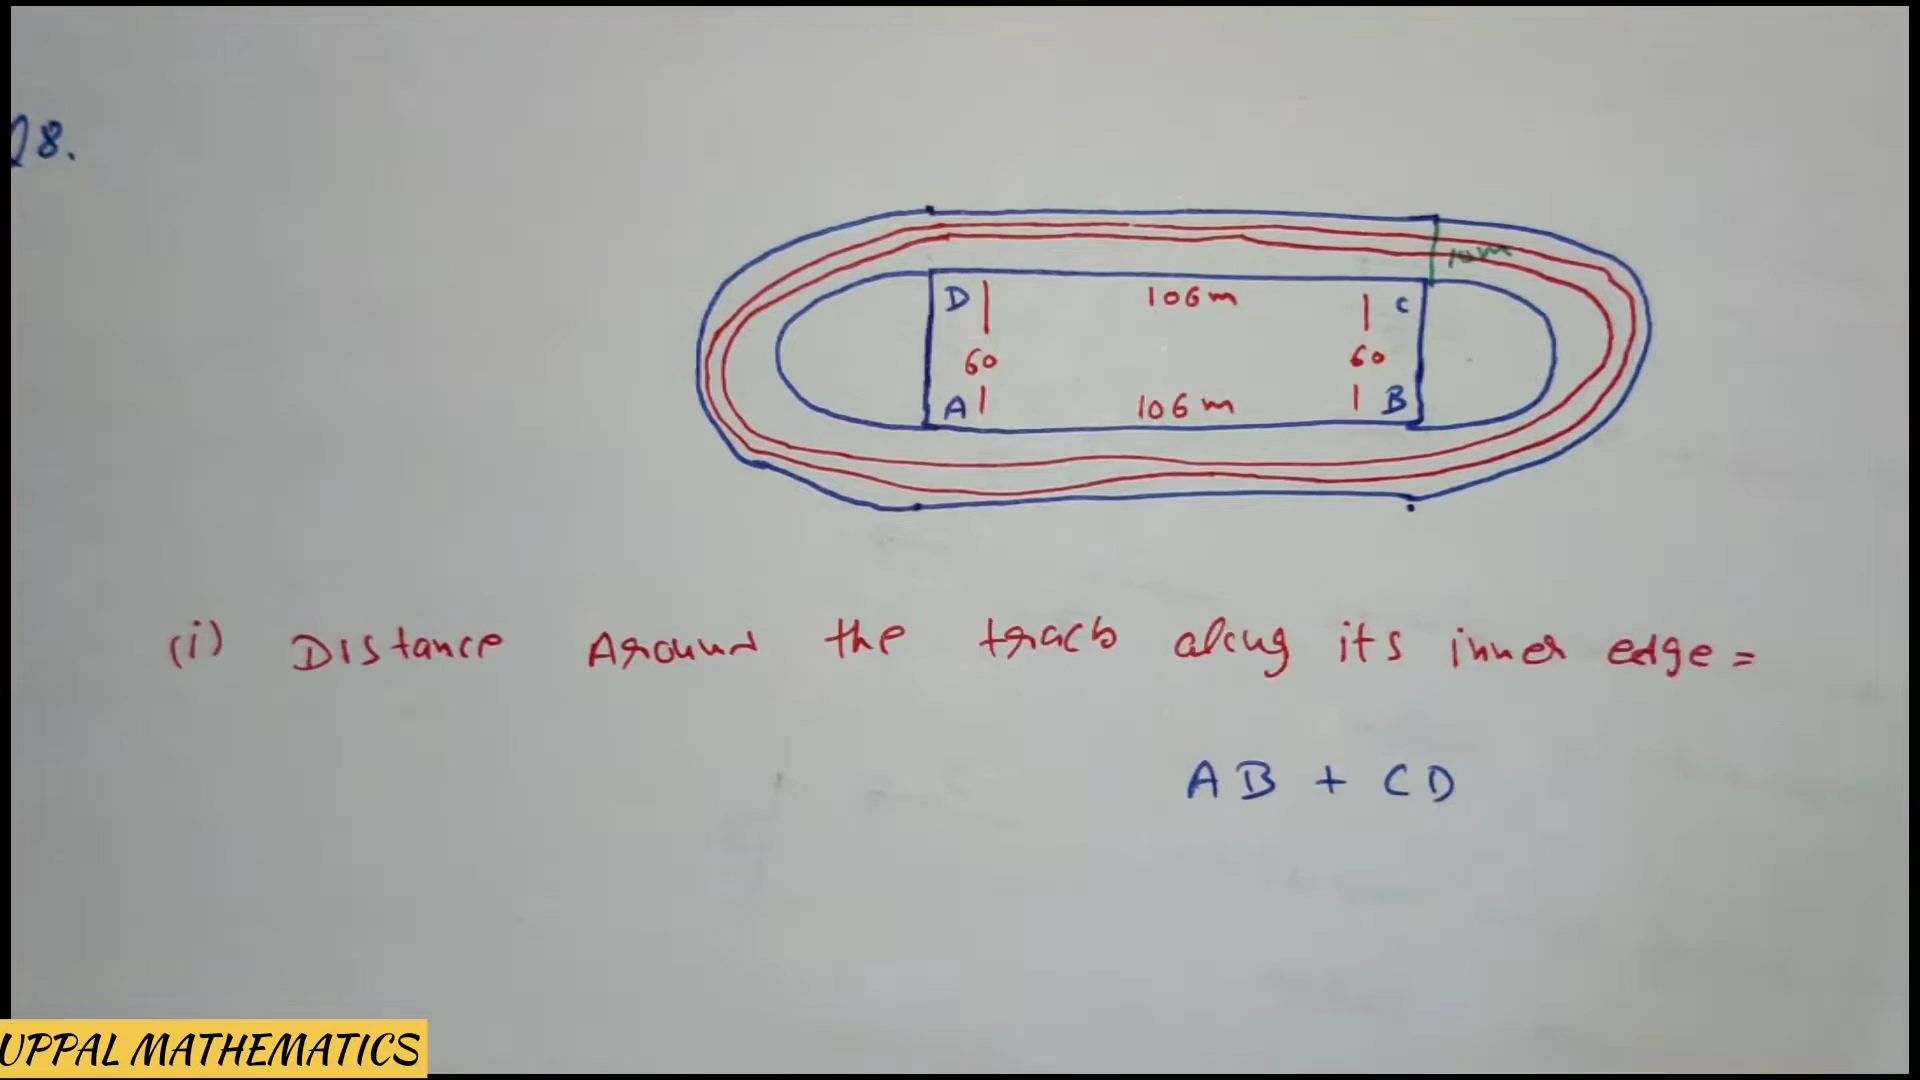 Q8.
10m
D 106m C
60 60
A 106m B
(i) Distance Around the track along its inner edge =
AB + CD
UPPAL MATHEMATICS